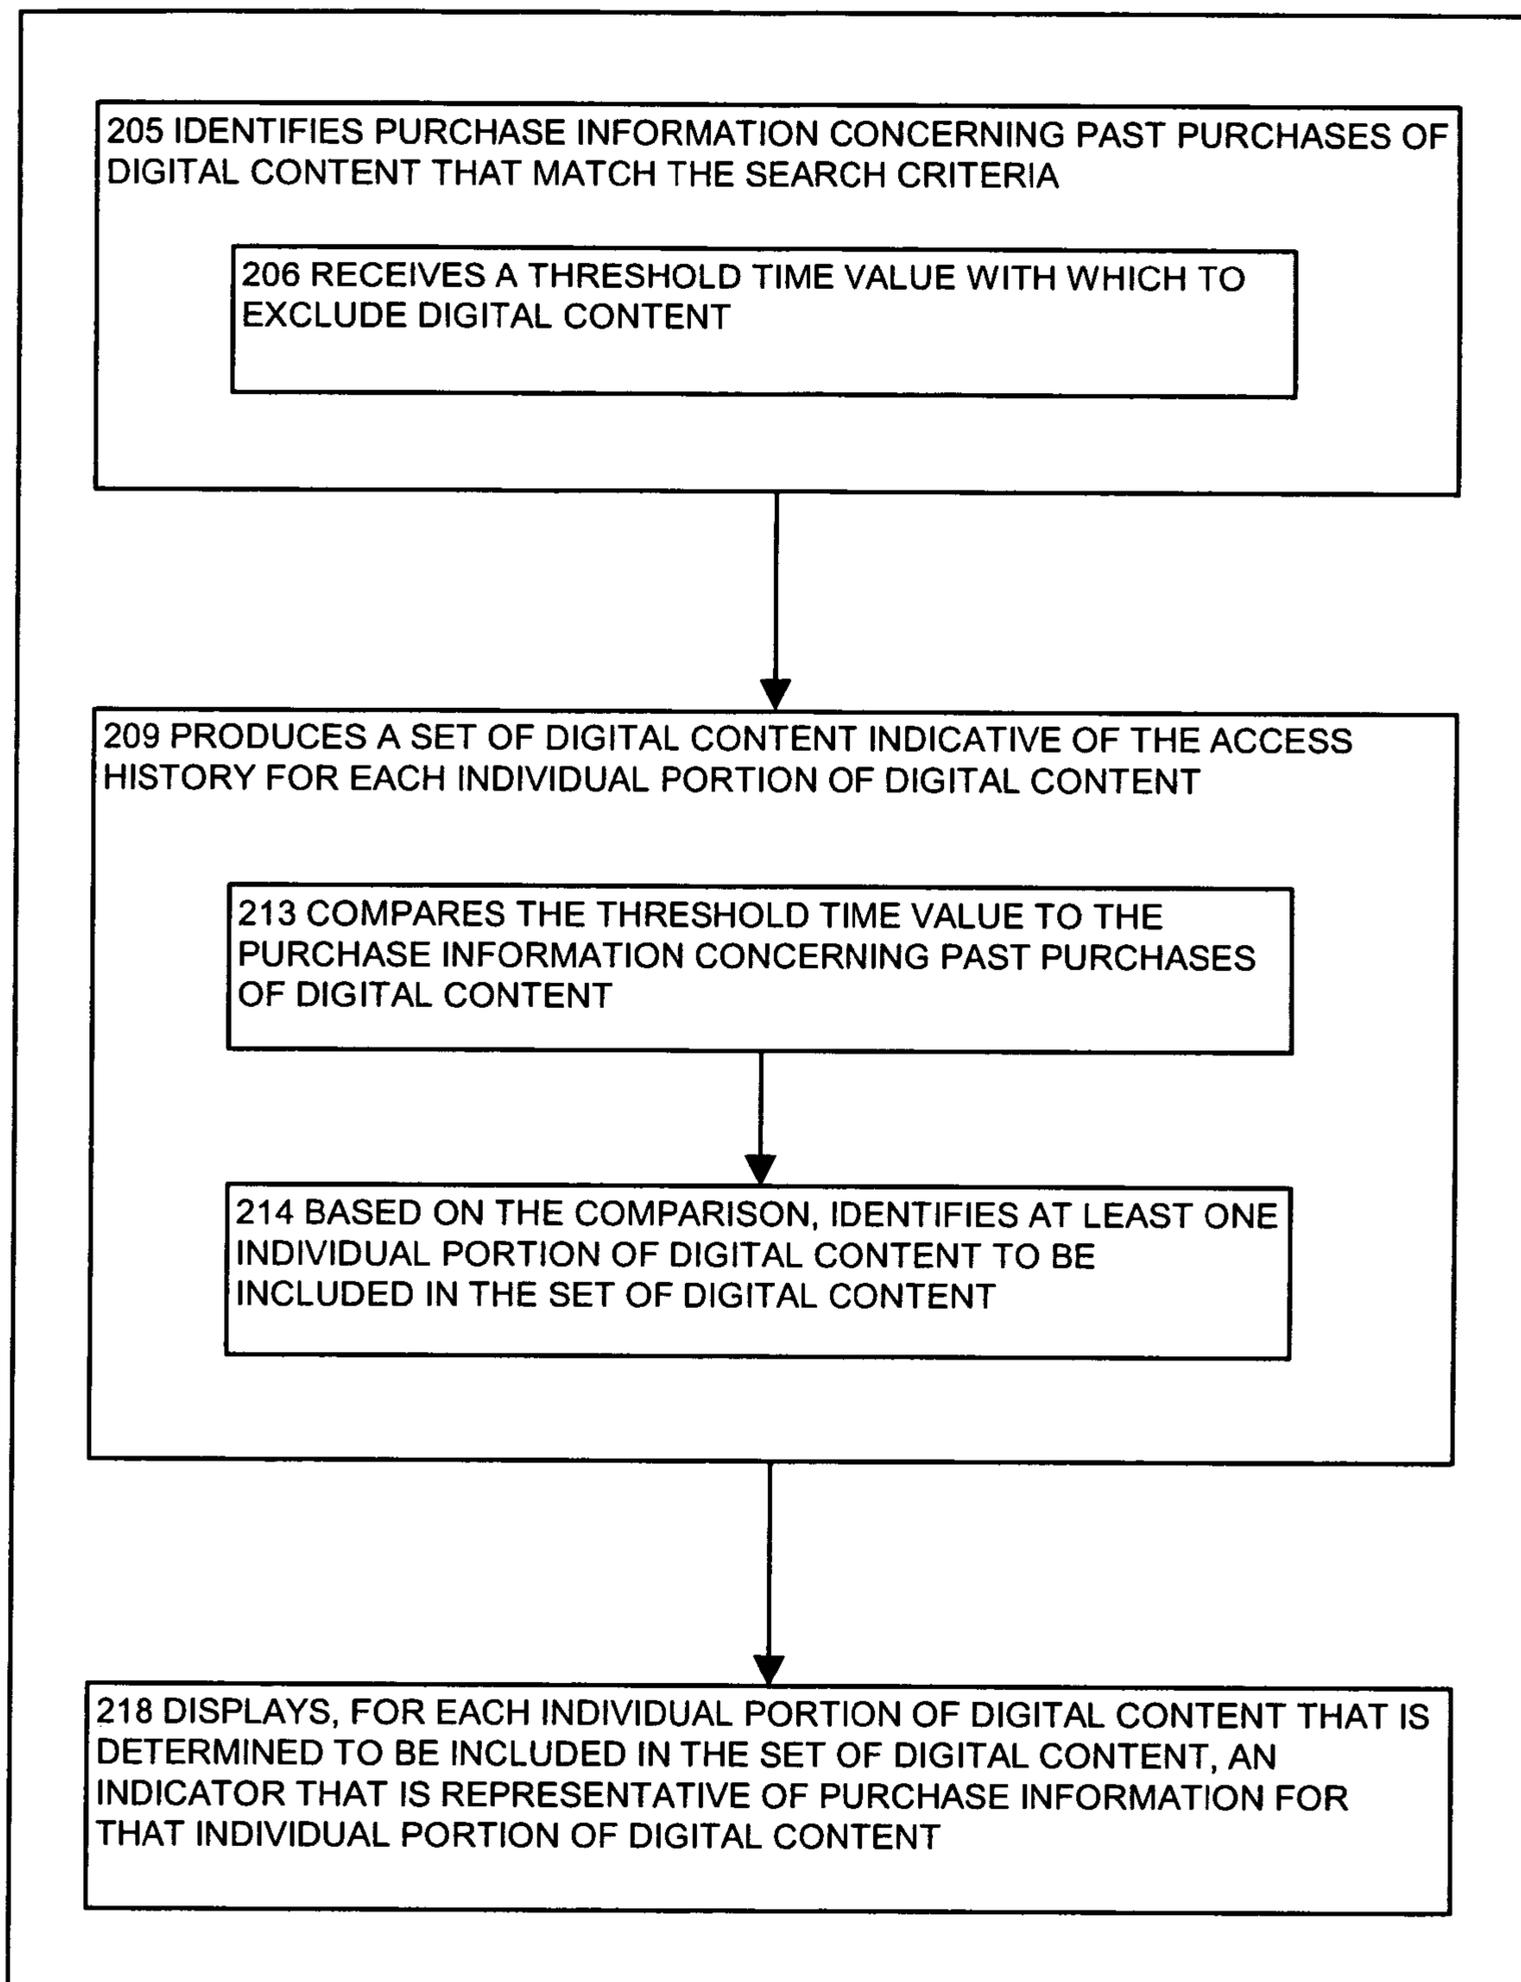 205 IDENTIFIES PURCHASE INFORMATION CONCERNING PAST PURCHASES OF
DIGITAL CONTENT THAT MATCH THE SEARCH CRITERIA
206 RECEIVES A THRESHOLD TIME VALUE WITH WHICH TO
EXCLUDE DIGITAL CONTENT
209 PRODUCES A SET OF DIGITAL CONTENT INDICATIVE OF THE ACCESS
HISTORY FOR EACH INDIVIDUAL PORTION OF DIGITAL CONTENT
213 COMPARES THE THRESHOLD TIME VALUE TO THE
PURCHASE INFORMATION CONCERNING PAST PURCHASES
OF DIGITAL CONTENT
214 BASED ON THE COMPARISON, IDENTIFIES AT LEAST ONE
INDIVIDUAL PORTION OF DIGITAL CONTENT TO BE
INCLUDED IN THE SET OF DIGITAL CONTENT
218 DISPLAYS, FOR EACH INDIVIDUAL PORTION OF DIGITAL CONTENT THAT IS
DETERMINED TO BE INCLUDED IN THE SET OF DIGITAL CONTENT, AN
INDICATOR THAT IS REPRESENTATIVE OF PURCHASE INFORMATION FOR
THAT INDIVIDUAL PORTION OF DIGITAL CONTENT